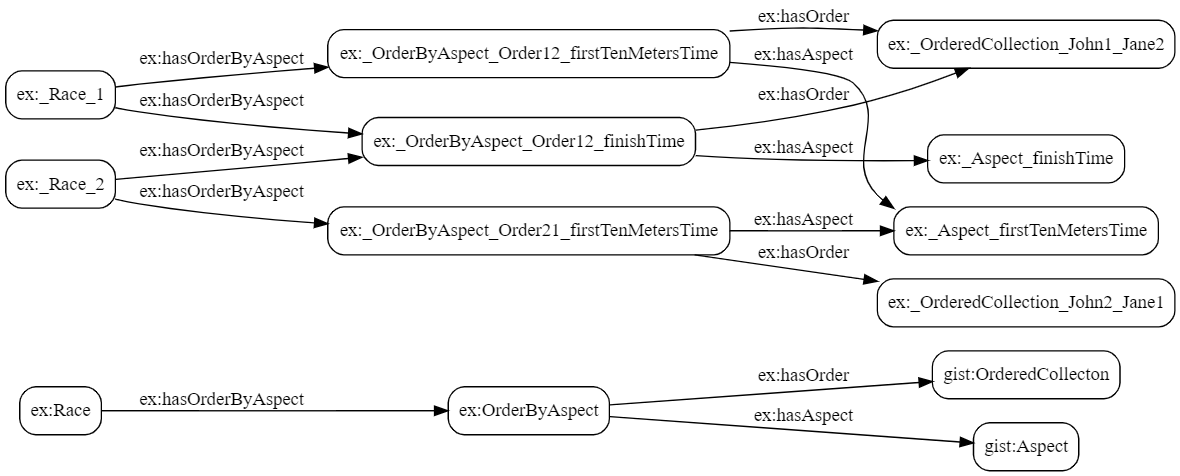 ex:hasOrder
ex:_OrderedCollection_John1_Jane2
ex:_OrderByAspect_Order12_firstTenMetersTime
ex:hasOrderByAspect
ex:hasAspect
ex:_Race_1
ex:hasOrder
ex:hasOrderByAspect
ex:_OrderByAspect_Order12_finishTime
ex:hasOrderByAspect
ex:hasAspect
ex:_Aspect_finishTime
ex:_Race_2
ex:hasOrderByAspect
ex:_OrderByAspect_Order21_firstTenMetersTime
ex:hasAspect
ex:_Aspect_firstTenMetersTime
ex:hasOrder
ex:_OrderedCollection_John2_Jane1
ex:hasOrder
gist:OrderedCollecton
ex:Race
ex:hasOrderByAspect
ex:OrderByAspect
ex:hasAspect
gist:Aspect